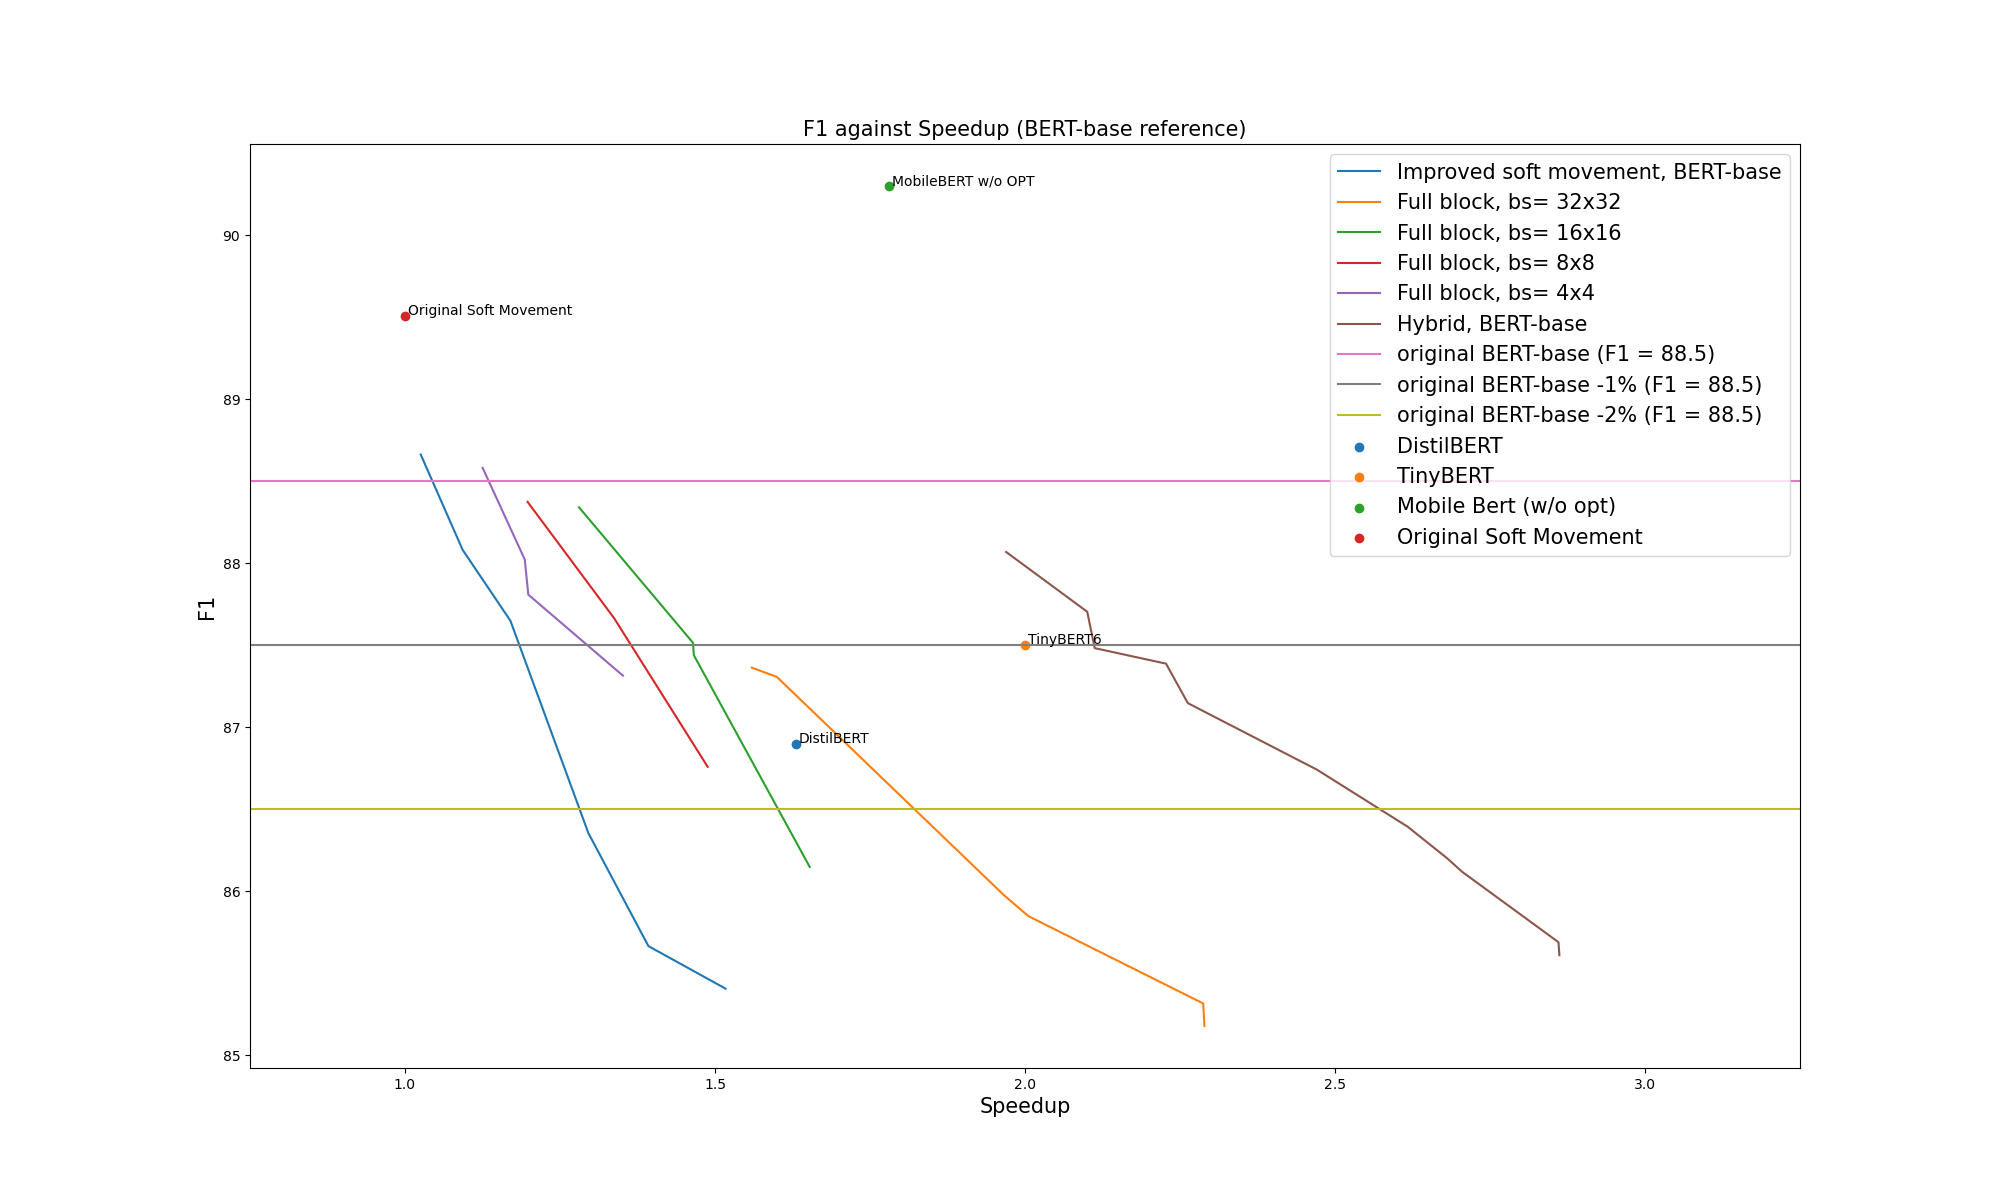 F1 against Speedup (BERT-base reference)
MobileBERT w/o OPT
Original Soft Movement
TinyBERT6
DistilBERT
Improved soft movement, BERT-base
Full block, bs= 32x32
Full block, bs= 16x16
Full block, bs= 8x8
Full block, bs= 4x4
Hybrid, BERT-base
original BERT-base (F1 = 88.5)
original BERT-base -1% (F1 = 88.5)
original BERT-base -2% (F1 = 88.5)
DistilBERT
TinyBERT
Mobile Bert (w/o opt)
Original Soft Movement
F1
90
89
88
87
86
85
1.0 1.5 2.0 2.5 3.0
Speedup